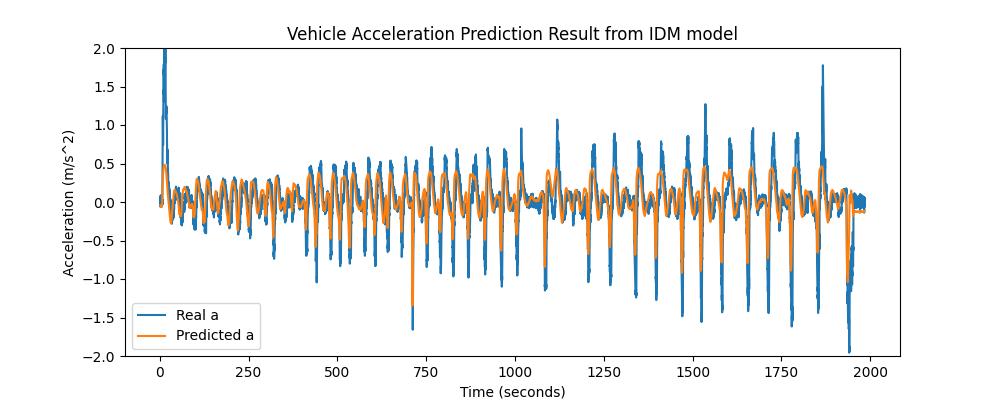 Vehicle Acceleration Prediction Result from IDM model
2.0
1.5
1.0
0.5
0.0
−0.5
−1.0
−1.5
−2.0
Acceleration (m/s^2)
Real a
Predicted a
0 250 500 750 1000 1250 1500 1750 2000
Time (seconds)